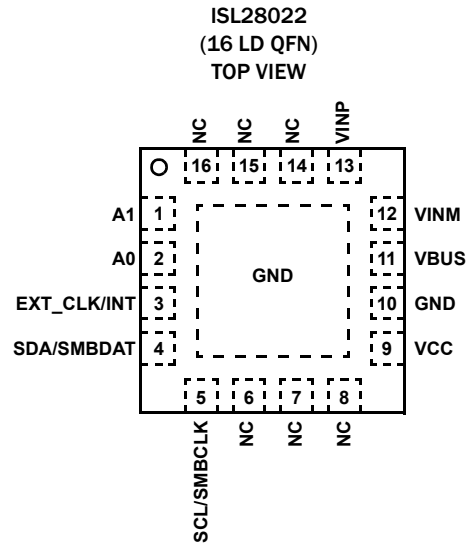 ISL28022
(16 LD QFN)
TOP VIEW
NC
NC
NC
VINP
16
15
14
13
A1 1
12 VINM
A0 2
11 VBUS
GND
EXT_CLK/INT 3
10 GND
SDA/SMBDAT 4
9 VCC
5
6
7
8
SCL/SMBCLK
NC
NC
NC